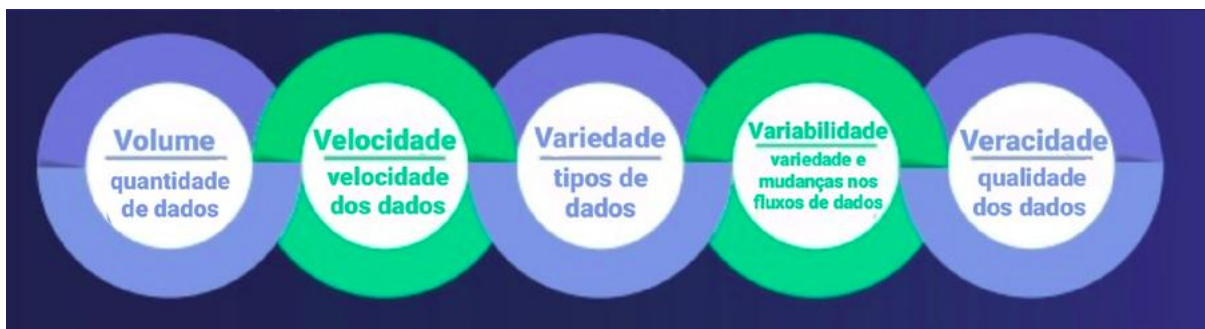 Volume
quantidade
de dados
Velocidade
velocidade
dos dados
Variedade
tipos de
dados
Variabilidade
variedade e
mudanças nos
fluxos de dados
Veracidade
qualidade
dos dados